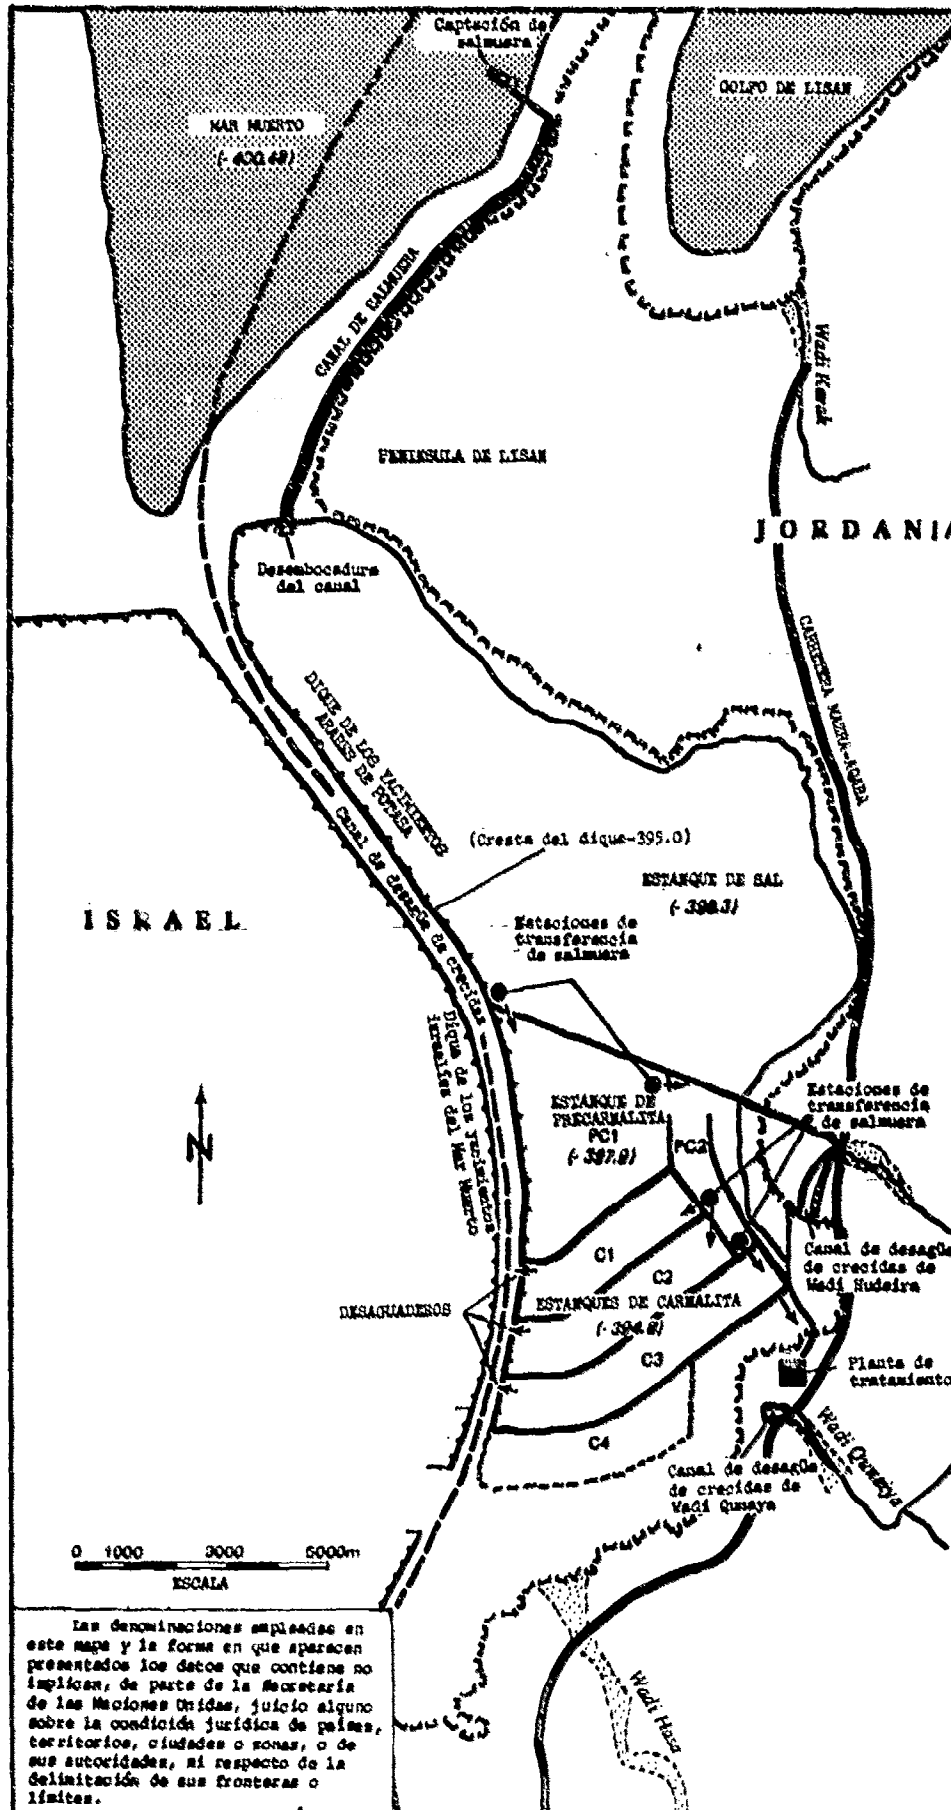 Captación de
salmuera
MAR MUERTO
GOLFO DE LISAN
CANAL DE SALMUERA
Wadi Karak
PENINSULA DE LISAN
JORDANIA
Desembocadura
del canal
CARRETERA MAZRA-AQABA
DIQUE DE LOS YACIMIENTOS
ARABES DE POTASA
Canal de desagüe de crecidas
(Cresta del dique-395.0)
ESTANQUE DE SAL
ISRAEL
Estaciones de
transferencia
de salmuera
Dique de los Yacimientos
israelíes del Mar Muerto
N
ESTANQUE DE
PRECARNALITA
PC1
PC2
Estaciones de
transferencia
de salmuera
C1
C2
Canal de desagüe
de crecidas de
Wadi Hudeira
DESAGUADEROS
ESTANQUES DE CARNALITA
C3
Planta de
tratamiento
C4
Wadi Qunaiya
Canal de desagüe
de crecidas de
Wadi Qunaya
0 1000 3000 5000m
ESCALA
Wadi Hasa
Las denominaciones empleadas en
este mapa y la forma en que aparecen
presentados los datos que contiene no
implican, de parte de la Secretaría
de las Naciones Unidas, juicio alguno
sobre la condición jurídica de países,
territorios, ciudades o zonas, o de
sus autoridades, ni respecto de la
delimitación de sus fronteras o
límites.